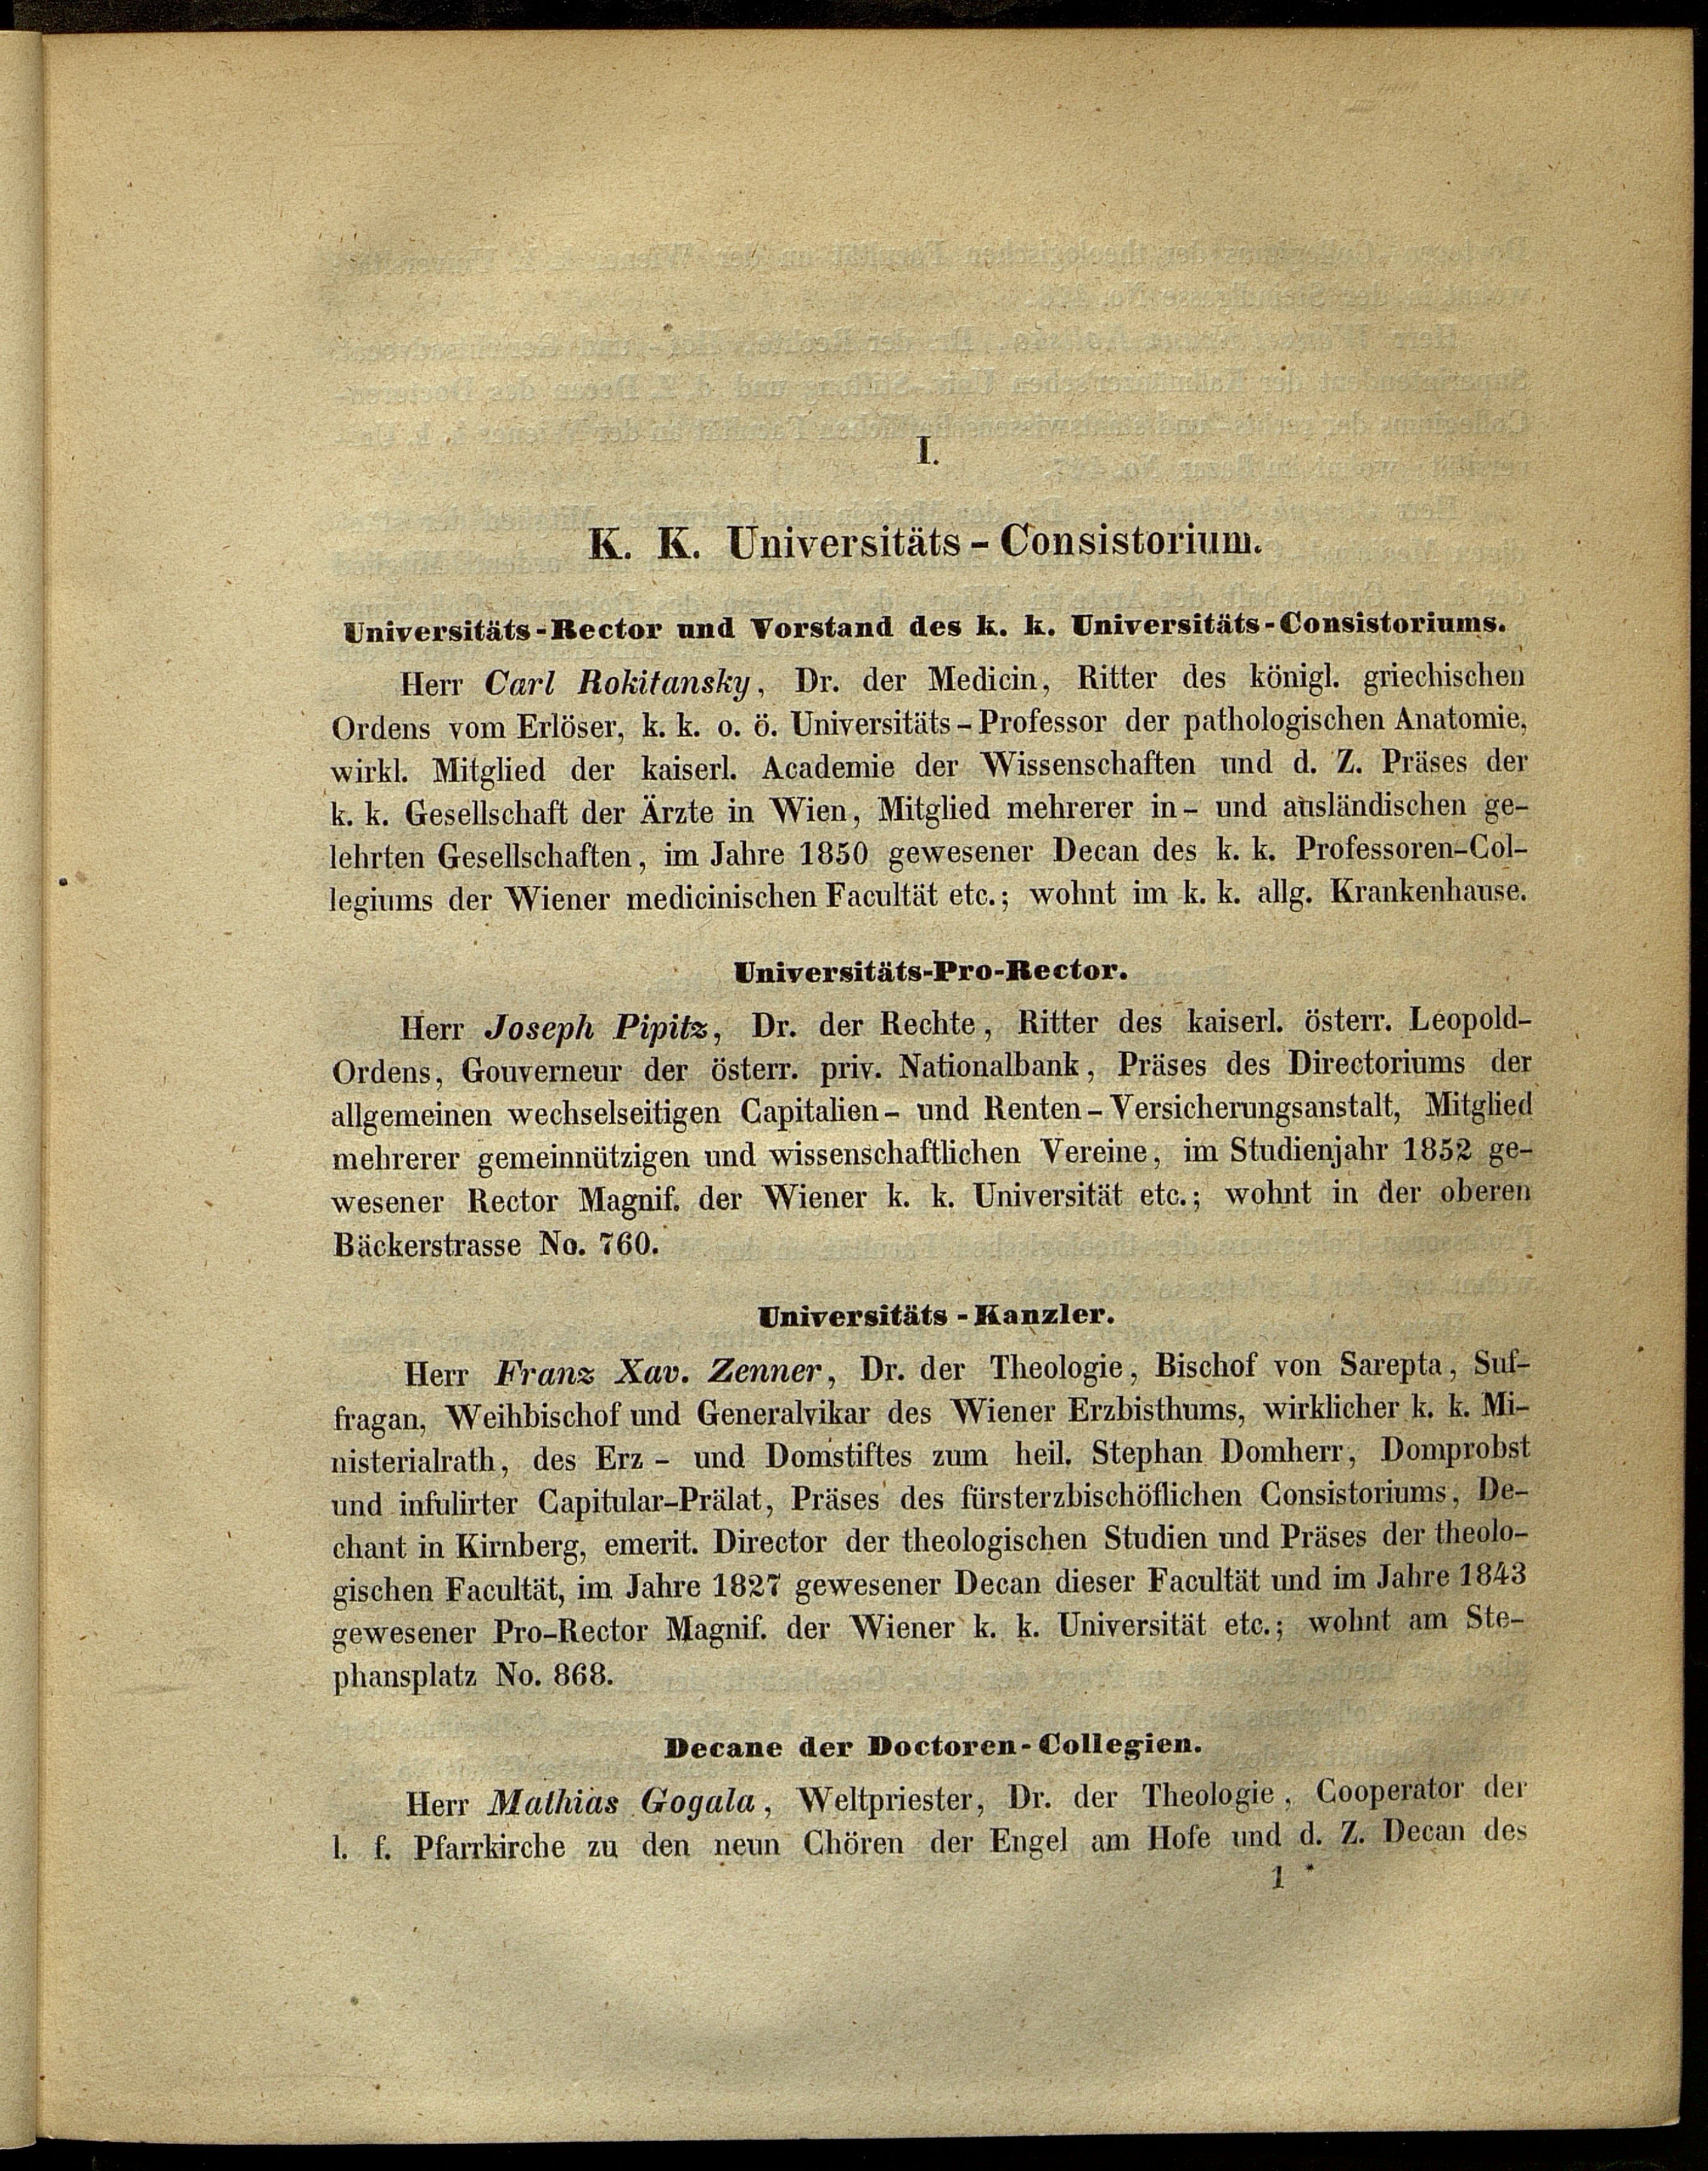 I.
K. K. Universitäts - Consistorium.
Universitäts-Rector und Vorstand des k. k. Universitäts-Consistoriums.
Herr Carl Rokitansky, Dr. der Medicin, Ritter des königl. griechischen
Ordens vom Erlöser, k. k. o. ö. Universitäts-Professor der pathologischen Anatomie,
wirkl. Mitglied der kaiserl. Academie der Wissenschaften und d. Z. Präses der
k. k. Gesellschaft der Ärzte in Wien, Mitglied mehrerer in- und ausländischen ge-
lehrten Gesellschaften, im Jahre 1850 gewesener Decan des k. k. Professoren-Col-
legiums der Wiener medicinischen Facultät etc.; wohnt im k. k. allg. Krankenhause.
Universitäts-Pro-Rector.
Herr Joseph Pipitz, Dr. der Rechte, Ritter des kaiserl. österr. Leopold-
Ordens, Gouverneur der österr. priv. Nationalbank, Präses des Directoriums der
allgemeinen wechselseitigen Capitalien- und Renten-Versicherungsanstalt, Mitglied
mehrerer gemeinnützigen und wissenschaftlichen Vereine, im Studienjahr 1852 ge-
wesener Rector Magnif. der Wiener k. k. Universität etc.; wohnt in der oberen
Bäckerstrasse No. 760.
Universitäts-Kanzler.
Herr Franz Xav. Zenner, Dr. der Theologie, Bischof von Sarepta, Suf-
fragan, Weihbischof und Generalvikar des Wiener Erzbisthums, wirklicher k. k. Mi-
nisterialrath, des Erz- und Domstiftes zum heil. Stephan Domherr, Domprobst
und infulirter Capitular-Prälat, Präses des fürsterzbischöflichen Consistoriums, De-
chant in Kirnberg, emerit. Director der theologischen Studien und Präses der theolo-
gischen Facultät, im Jahre 1827 gewesener Decan dieser Facultät und im Jahre 1843
gewesener Pro-Rector Magnif. der Wiener k. k. Universität etc.; wohnt am Ste-
phansplatz No. 868.
Decane der Doctoren-Collegien.
Herr Mathias Gogala, Weltpriester, Dr. der Theologie, Cooperator der
l. f. Pfarrkirche zu den neun Chören der Engel am Hofe und d. Z. Decan des
1 *